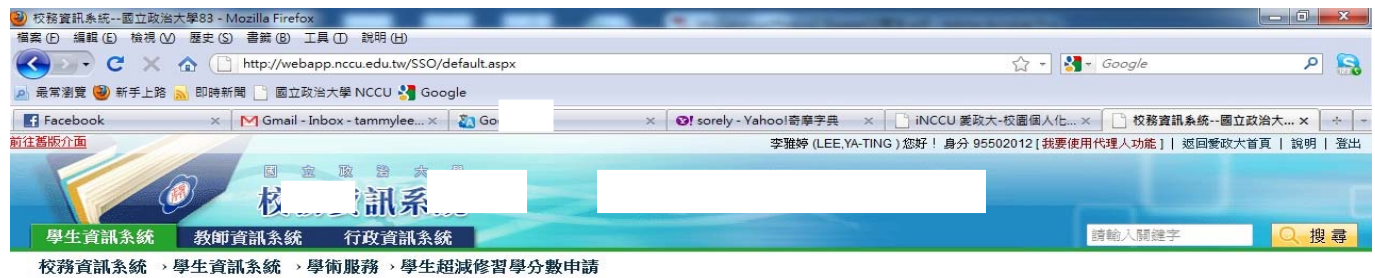 校務資訊系統--國立政治大學83 - Mozilla Firefox
檔案(F) 編輯(E) 檢視(V) 歷史(S) 書籤(B) 工具(T) 說明(H)
http://webapp.nccu.edu.tw/SSO/default.aspx Google
最常瀏覽 新手上路 即時新聞 國立政治大學 NCCU Google
Facebook Gmail - Inbox - tammylee... Go sorely - Yahoo!奇摩字典 iNCCU 愛政大-校園個人化... 校務資訊系統--國立政治大...
前往舊版介面 李雅婷 (LEE,YA-TING ) 您好！ 身分 95502012 [ 我要使用代理人功能 ] | 返回愛政大首頁 | 說明 | 登出
國立政治大
校 訊系
學生資訊系統 教師資訊系統 行政資訊系統 請輸入關鍵字 搜尋
校務資訊系統 › 學生資訊系統 › 學術服務 › 學生超減修習學分數申請